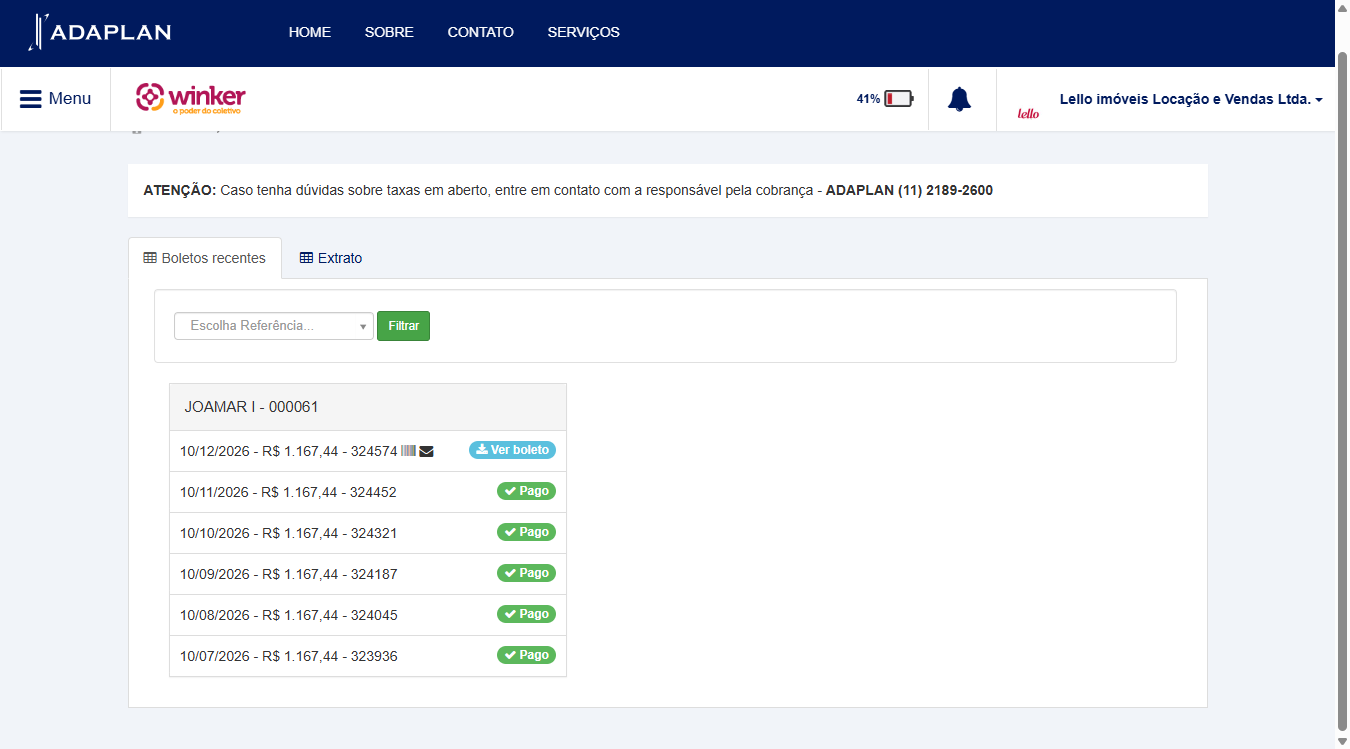 ADAPLAN HOME SOBRE CONTATO SERVIÇOS
Menu winker 41% lello Lello imóveis Locação e Vendas Ltda.
o poder do coletivo
ATENÇÃO: Caso tenha dúvidas sobre taxas em aberto, entre em contato com a responsável pela cobrança - ADAPLAN (11) 2189-2600
Boletos recentes Extrato
Escolha Referência... Filtrar
JOAMAR I - 000061
10/12/2026 - R$ 1.167,44 - 324574 Ver boleto
10/11/2026 - R$ 1.167,44 - 324452 Pago
10/10/2026 - R$ 1.167,44 - 324321 Pago
10/09/2026 - R$ 1.167,44 - 324187 Pago
10/08/2026 - R$ 1.167,44 - 324045 Pago
10/07/2026 - R$ 1.167,44 - 323936 Pago